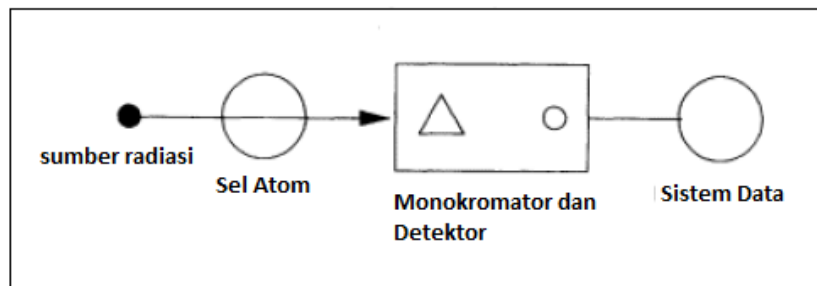 sumber radiasi
Sel Atom
Monokromator dan
Detektor
Sistem Data